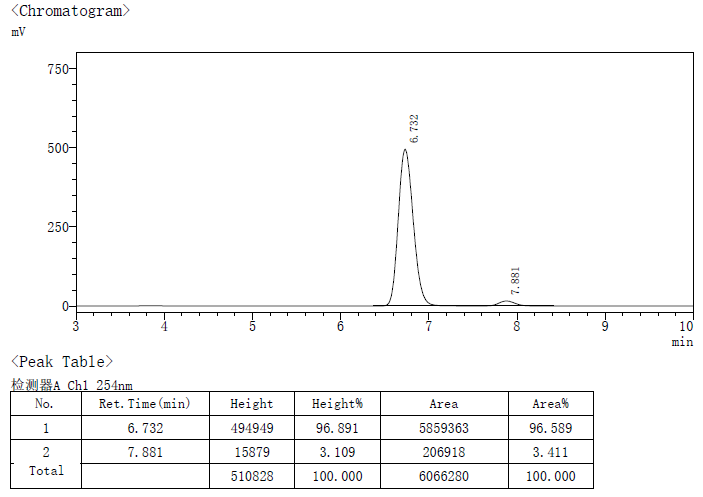 <Chromatogram>
mV
750
500
250
0
6.732
7.881
3 4 5 6 7 8 9 10
min
<Peak Table>
检测器A Ch1 254nm
No. Ret.Time(min) Height Height% Area Area%
1 6.732 494949 96.891 5859363 96.589
2 7.881 15879 3.109 206918 3.411
Total 510828 100.000 6066280 100.000